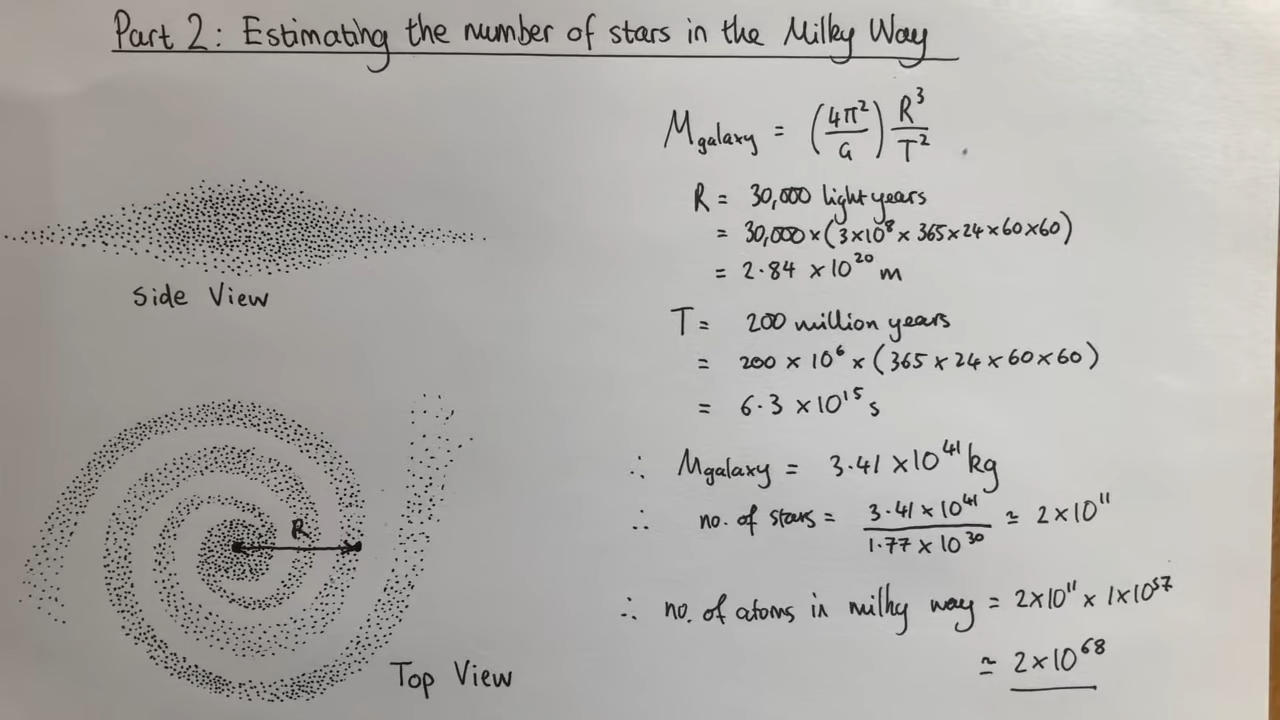 Part 2: Estimating the number of stars in the Milky Way
Side View
R
Top View
Mgalaxy = (4π²/G) R³/T²
R = 30,000 light years
= 30,000 × (3×10⁸ × 365×24×60×60)
= 2.84 × 10²⁰ m
T = 200 million years
= 200 × 10⁶ × (365 × 24 × 60 × 60)
= 6.3 × 10¹⁵ s
∴ Mgalaxy = 3.41 × 10⁴¹ kg
∴ no. of stars = 3.41 × 10⁴¹ / 1.77 × 10³⁰ ≃ 2×10¹¹
∴ no. of atoms in milky way = 2×10¹¹ × 1×10⁵⁷
≃ 2×10⁶⁸